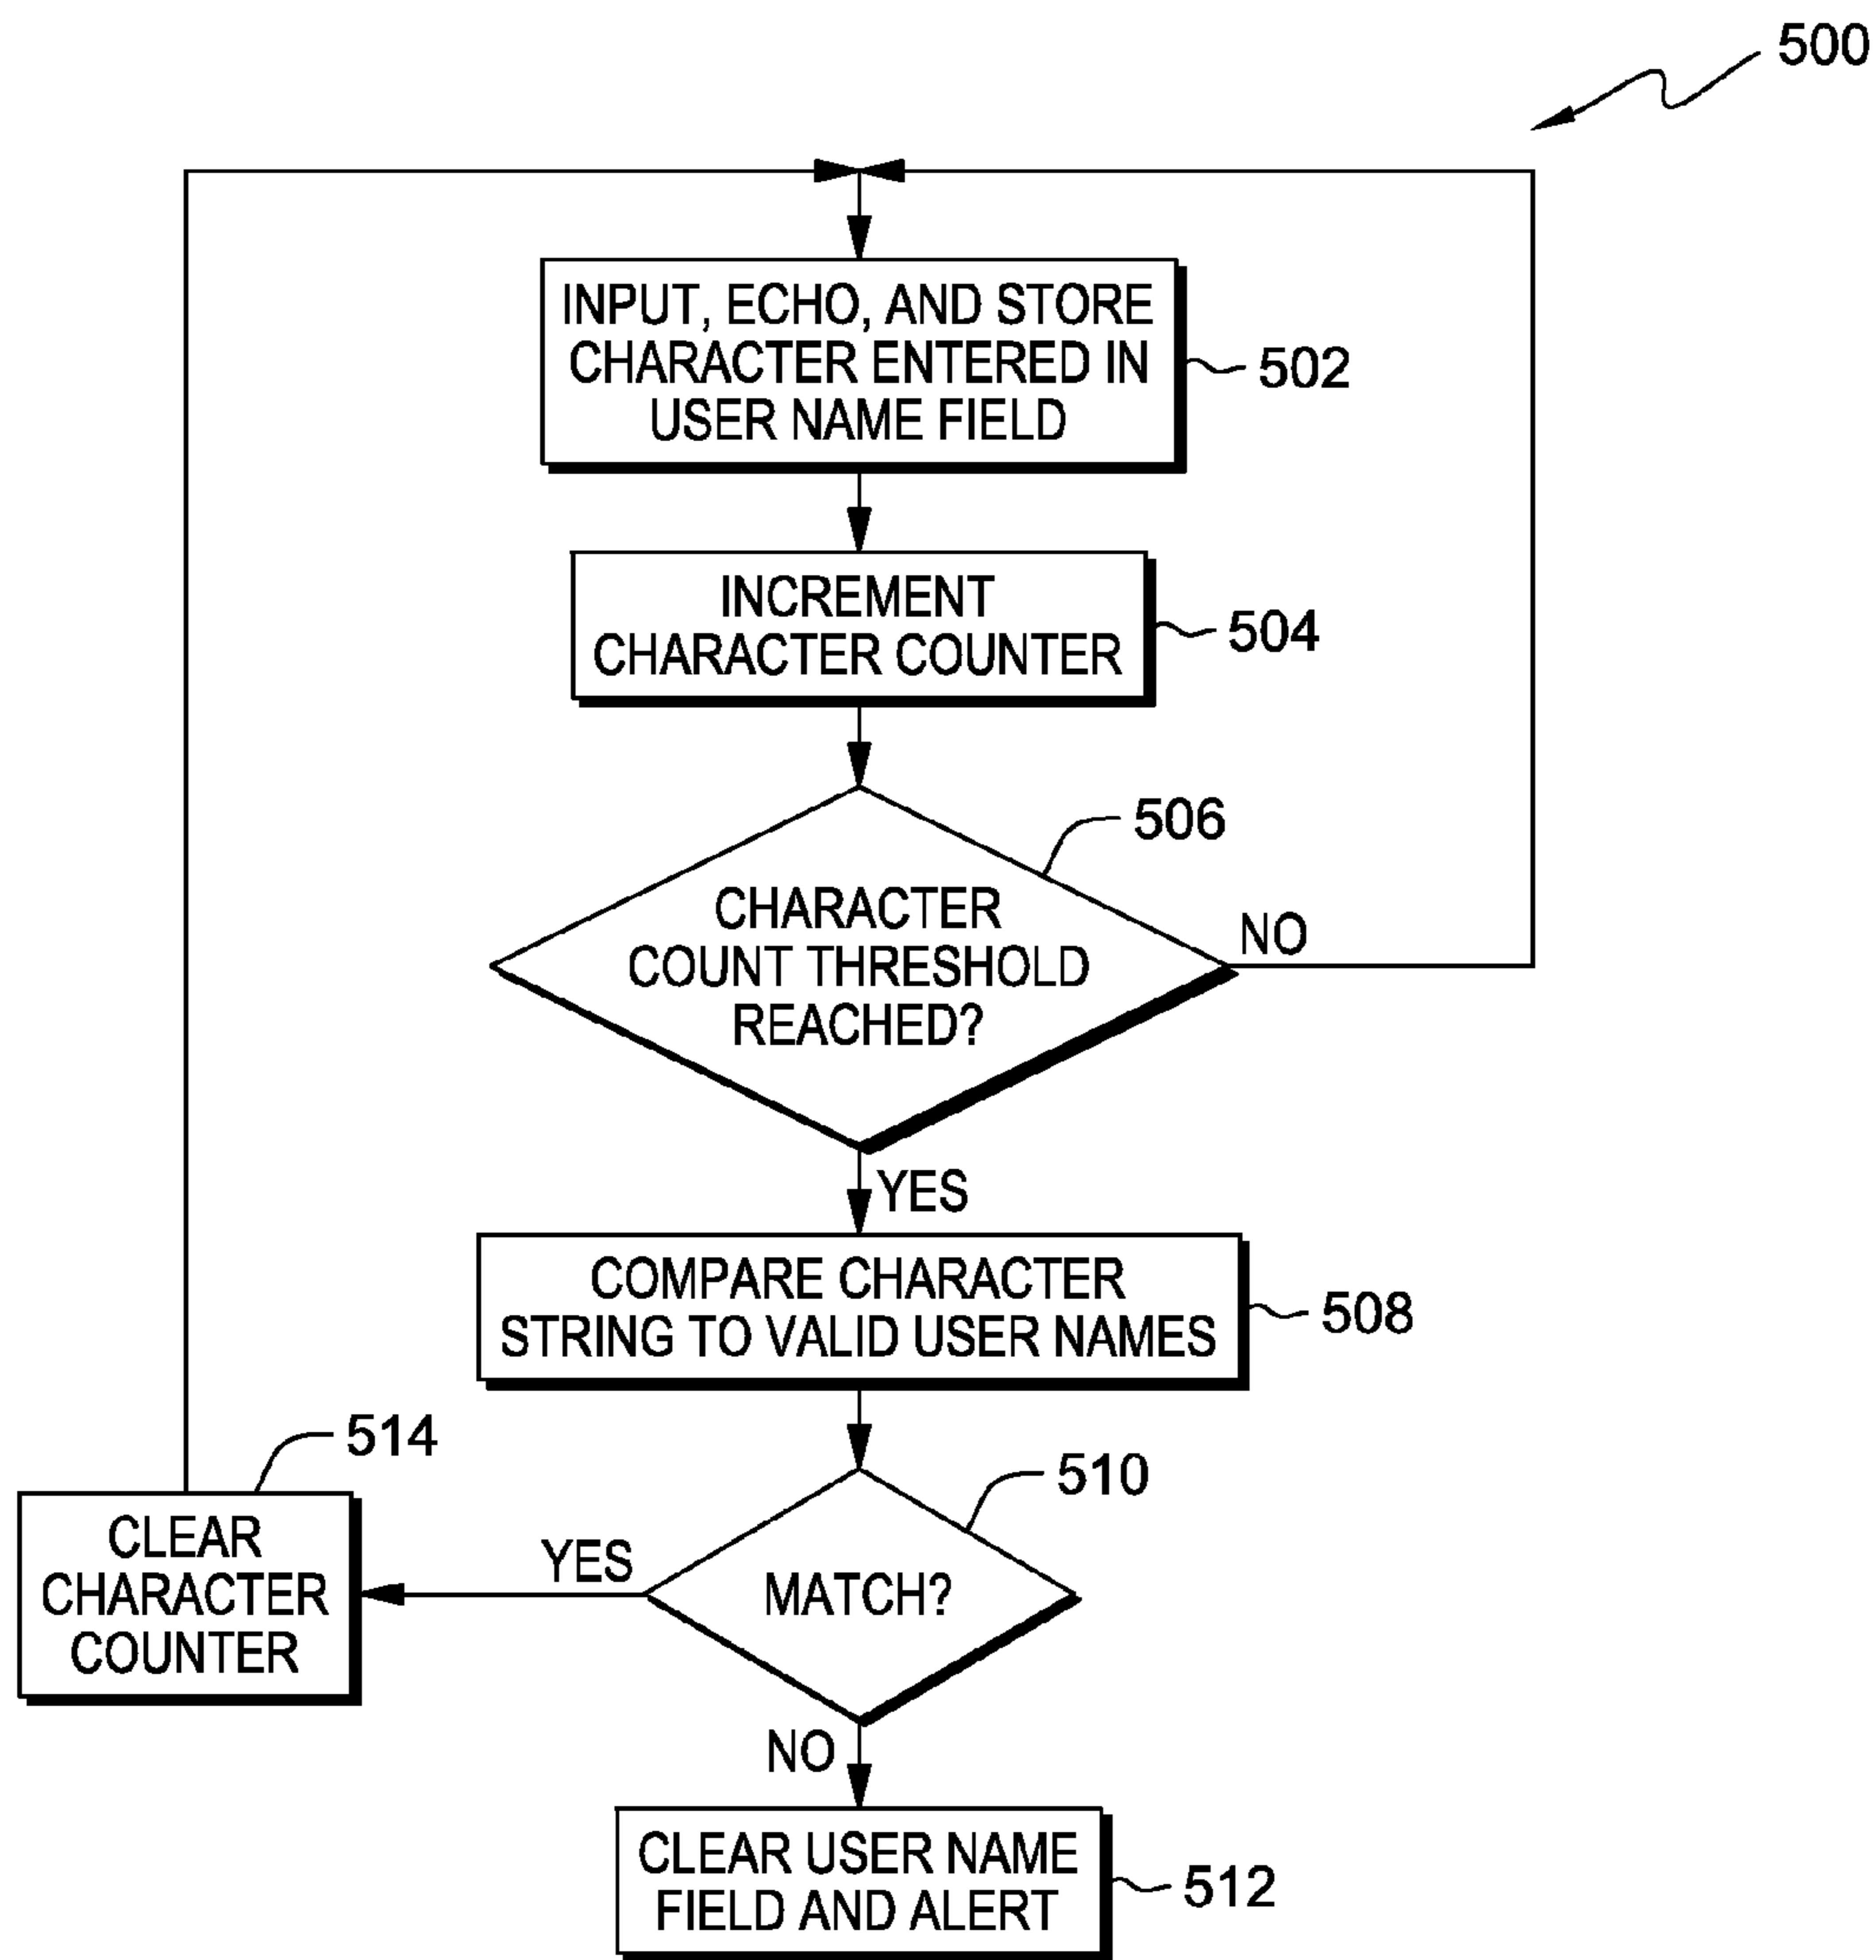 500
INPUT, ECHO, AND STORE
CHARACTER ENTERED IN
USER NAME FIELD
502
INCREMENT
CHARACTER COUNTER
504
506
CHARACTER
COUNT THRESHOLD
REACHED?
NO
YES
COMPARE CHARACTER
STRING TO VALID USER NAMES
508
514
510
CLEAR
CHARACTER
COUNTER
YES
MATCH?
NO
CLEAR USER NAME
FIELD AND ALERT
512